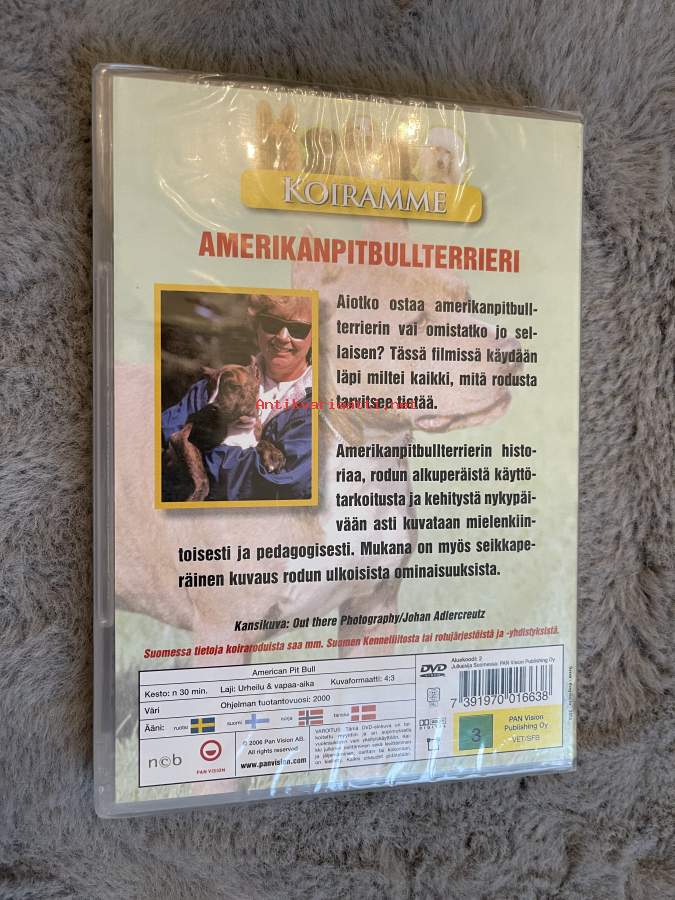 KOIRAMME
AMERIKANPITBULLTERRIERI
Aiotko ostaa amerikanpitbull-
terrierin vai omistatko jo sel-
laisen? Tässä filmissä käydään
läpi miltei kaikki, mitä rodusta
tarvitsee tietää.
Antikvariaatti.net
Amerikanpitbullterrierin histo-
riaa, rodun alkuperäistä käyttö-
tarkoitusta ja kehitystä nykypäi-
vään asti kuvataan mielenkiin-
toisesti ja pedagogisesti. Mukana on myös seikkape-
räinen kuvaus rodun ulkoisista ominaisuuksista.
Kansikuva: Out there Photography/Johan Adlercreutz
Suomessa tietoja koiraroduista saa mm. Suomen Kennelliitosta tai rotujärjestöistä ja -yhdistyksistä.
American Pit Bull
Kesto: n 30 min. Laji: Urheilu & vapaa-aika Kuvaformaatti: 4:3
Väri Ohjelman tuotantovuosi: 2000
Ääni: ruotsi suomi norja tanska
ncb
PAN VISION
© 2006 Pan Vision AB.
All rights reserved
www.panvision.com
DVD
Aluekoodi: 2
Julkaisija Suomessa: PAN Vision Publishing Oy
7 391970 016638
3
PAN Vision
Publishing Oy
VET/SFB